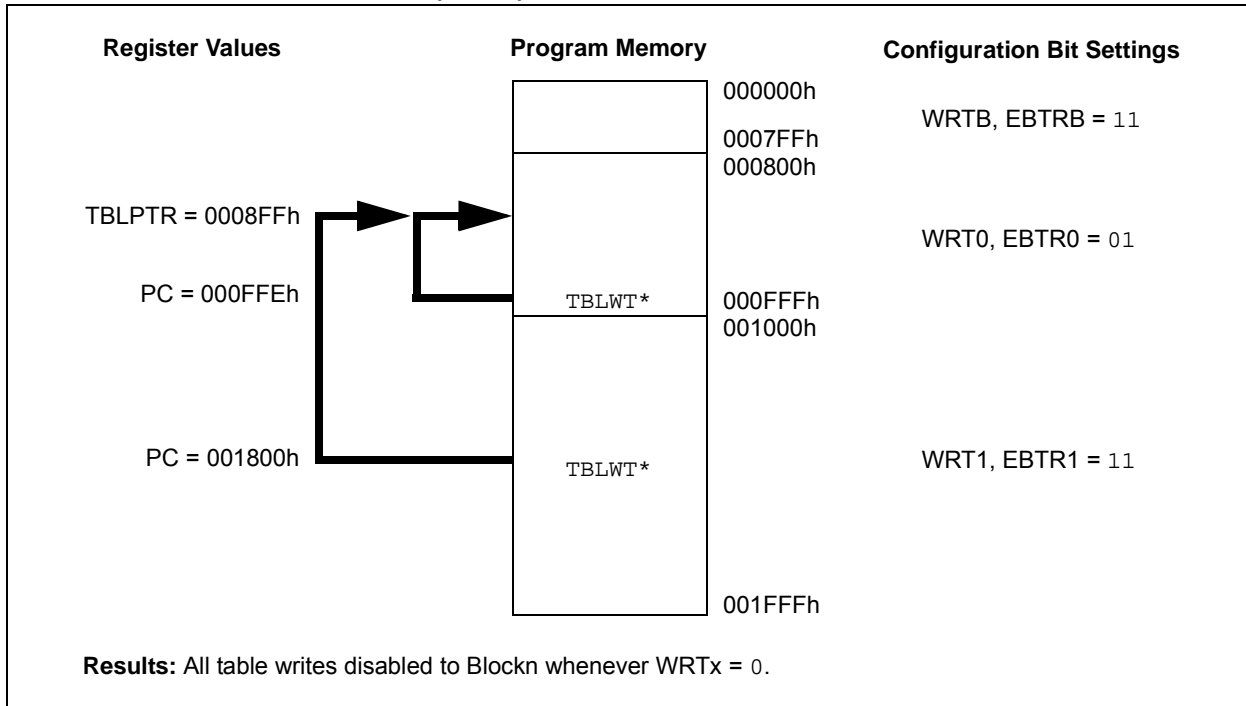 Register Values Program Memory Configuration Bit Settings
000000h
WRTB, EBTRB = 11
0007FFh
000800h
TBLPTR = 0008FFh
WRT0, EBTR0 = 01
PC = 000FFEh TBLWT* 000FFFh
001000h
PC = 001800h TBLWT* WRT1, EBTR1 = 11
001FFFh
Results: All table writes disabled to Blockn whenever WRTx = 0.